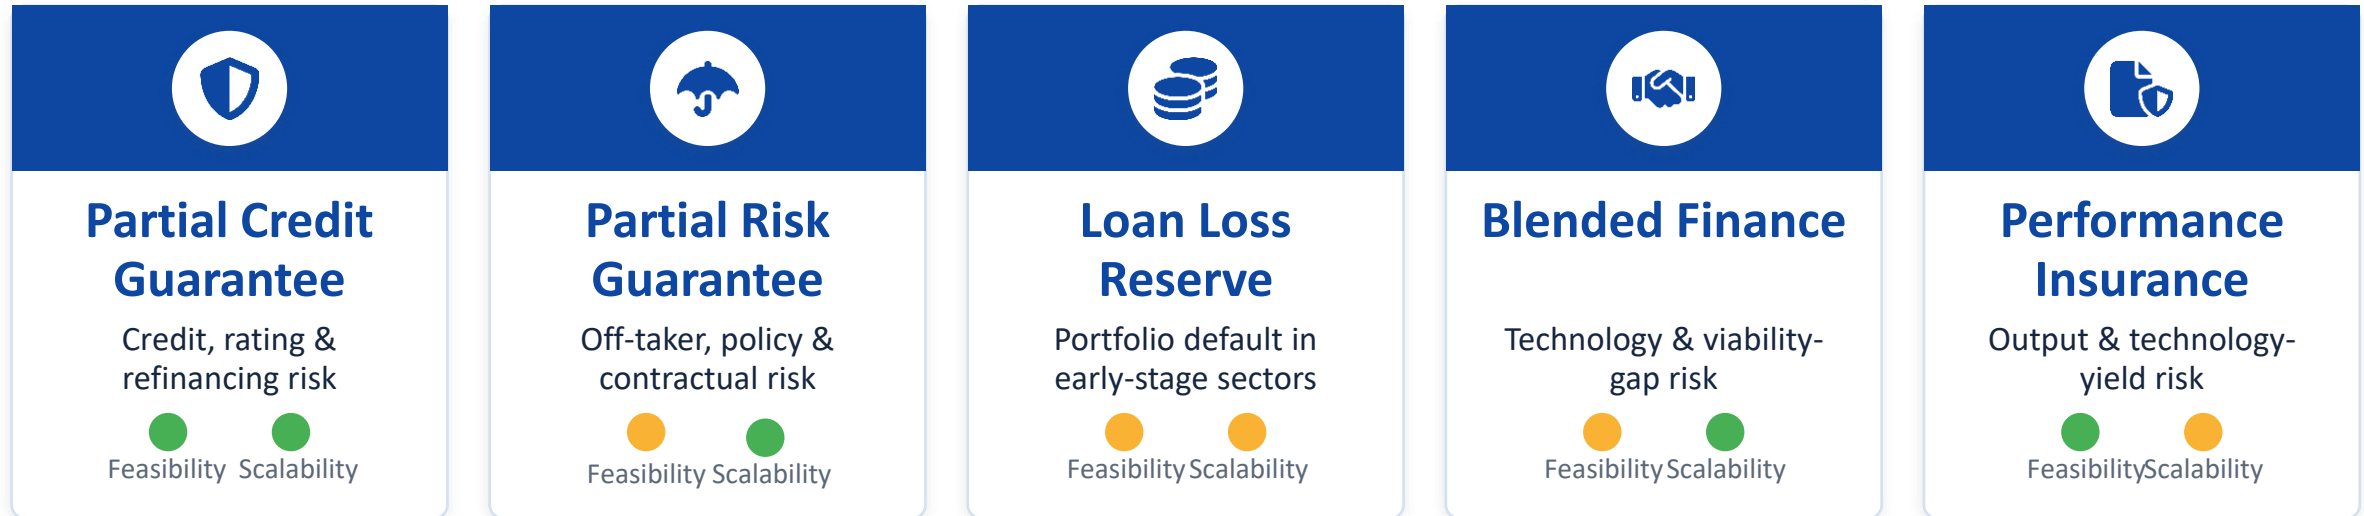 Partial Credit
Guarantee
Credit, rating &
refinancing risk
Feasibility Scalability
Partial Risk
Guarantee
Off-taker, policy &
contractual risk
Feasibility Scalability
Loan Loss
Reserve
Portfolio default in
early-stage sectors
Feasibility Scalability
Blended Finance
Technology & viability-
gap risk
Feasibility Scalability
Performance
Insurance
Output & technology-
yield risk
Feasibility Scalability